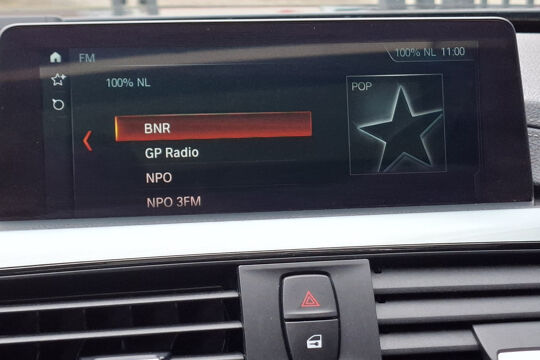 FM
100% NL 11:00
100% NL
POP
BNR
GP Radio
NPO
NPO 3FM